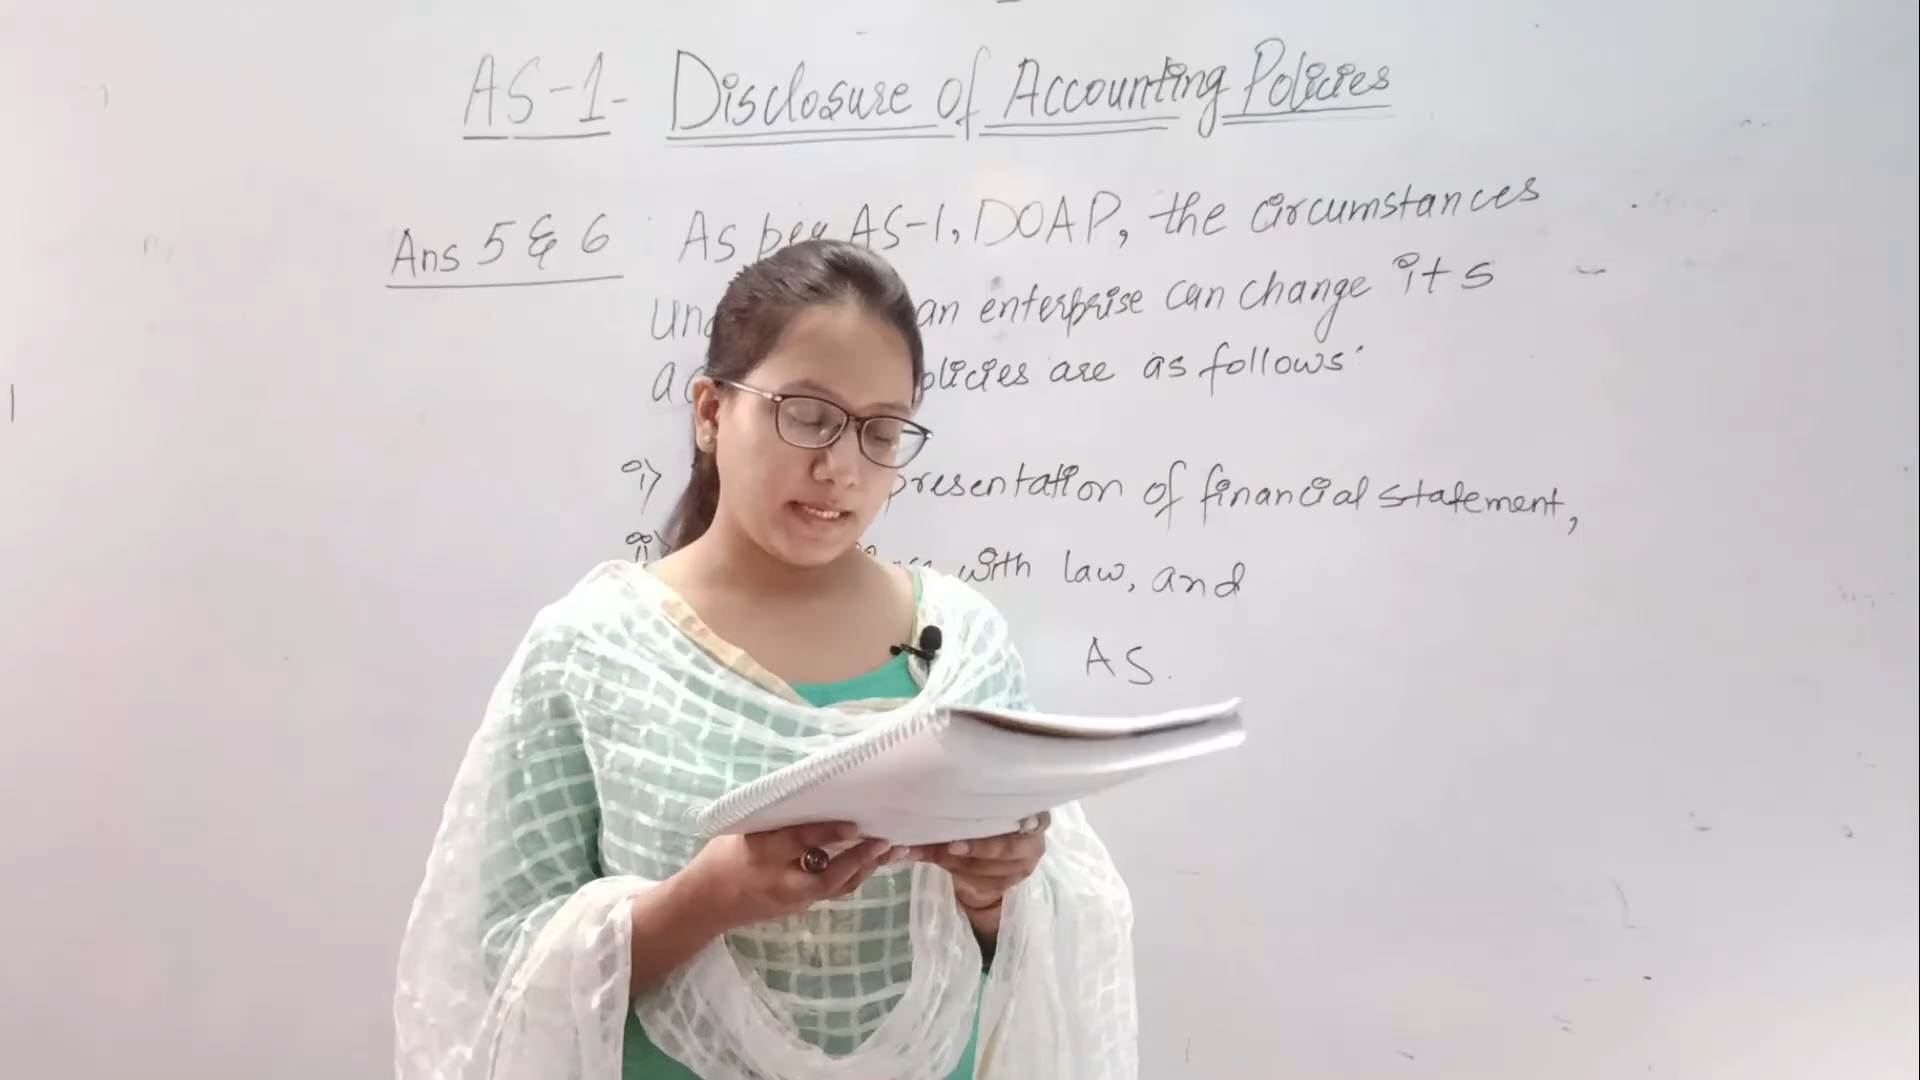 AS-1- Disclosure of Accounting Policies
Ans 5 & 6 As per AS-1, DOAP, the circumstances
an enterprise can change its
are as follows:
i) presentation of financial statement,
ii) with law, and
AS.